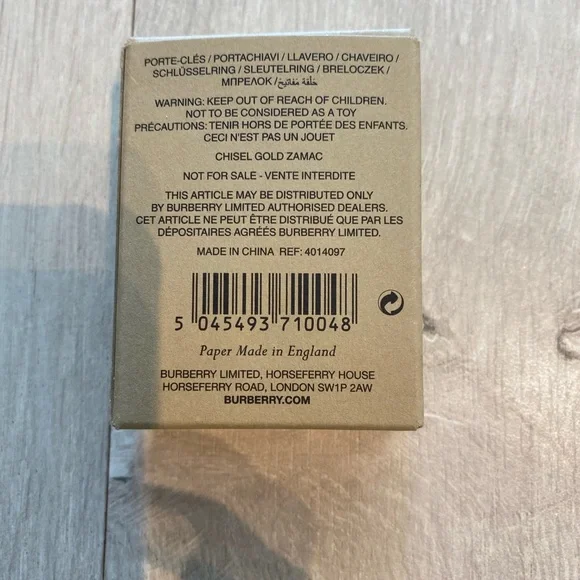 PORTE-CLÉS / PORTACHIAVI / LLAVERO / CHAVEIRO /
SCHLÜSSELRING / SLEUTELRING / BRELOCZEK /
МПРЕЛОК / خلقة مفاتيح
WARNING: KEEP OUT OF REACH OF CHILDREN.
NOT TO BE CONSIDERED AS A TOY
PRÉCAUTIONS: TENIR HORS DE PORTÉE DES ENFANTS.
CECI N'EST PAS UN JOUET
CHISEL GOLD ZAMAC
NOT FOR SALE - VENTE INTERDITE
THIS ARTICLE MAY BE DISTRIBUTED ONLY
BY BURBERRY LIMITED AUTHORISED DEALERS.
CET ARTICLE NE PEUT ÊTRE DISTRIBUÉ QUE PAR LES
DÉPOSITAIRES AGRÉÉS BURBERRY LIMITED.
MADE IN CHINA REF: 4014097
5 045493 710048
Paper Made in England
BURBERRY LIMITED, HORSEFERRY HOUSE
HORSEFERRY ROAD, LONDON SW1P 2AW
BURBERRY.COM